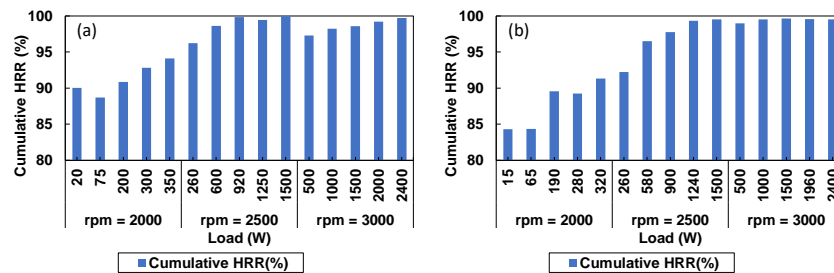 (a)
Cumulative HRR (%)
100
95
90
85
80
20 75 200 300 350 260 600 920 1250 1500 500 1000 1500 2000 2400
rpm = 2000 rpm = 2500 rpm = 3000
Load (W)
Cumulative HRR(%)
(b)
Cumulative HRR (%)
100
95
90
85
80
15 65 190 280 320 260 580 900 1240 1500 500 1000 1500 1960 2400
rpm = 2000 rpm = 2500 rpm = 3000
Load (W)
Cumulative HRR(%)